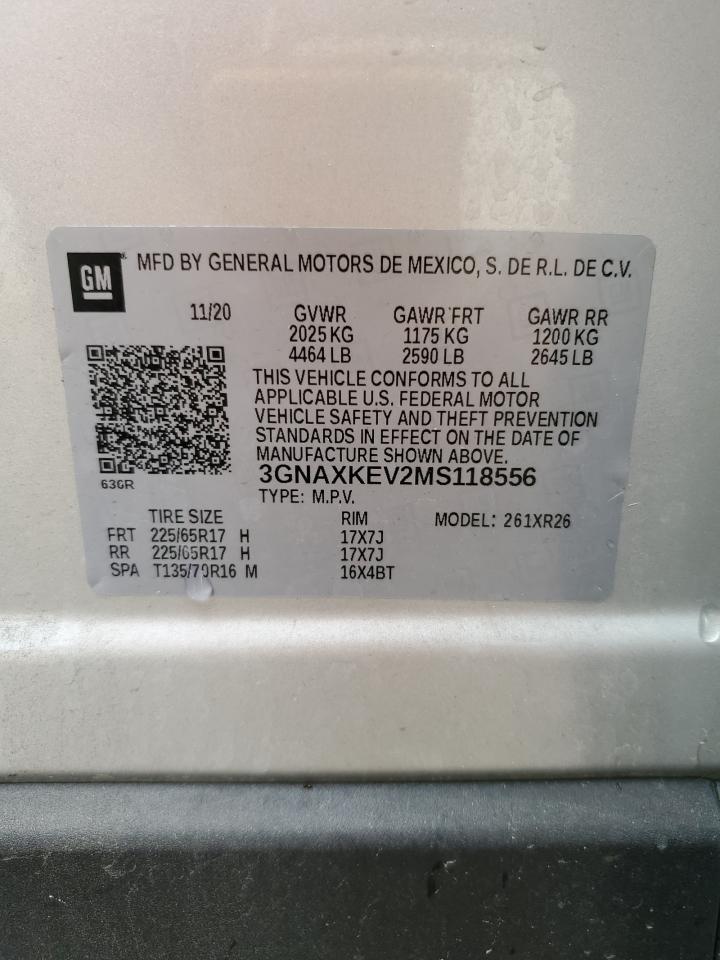 GM
MFD BY GENERAL MOTORS DE MEXICO, S. DE R.L. DE C.V.
11/20 GVWR GAWR FRT GAWR RR
2025 KG 1175 KG 1200 KG
4464 LB 2590 LB 2645 LB
THIS VEHICLE CONFORMS TO ALL
APPLICABLE U.S. FEDERAL MOTOR
VEHICLE SAFETY AND THEFT PREVENTION
STANDARDS IN EFFECT ON THE DATE OF
MANUFACTURE SHOWN ABOVE.
3GNAXKEV2MS118556
63GR
TYPE: M.P.V.
TIRE SIZE RIM MODEL: 261XR26
FRT 225/65R17 H 17X7J
RR 225/65R17 H 17X7J
SPA T135/70R16 M 16X4BT